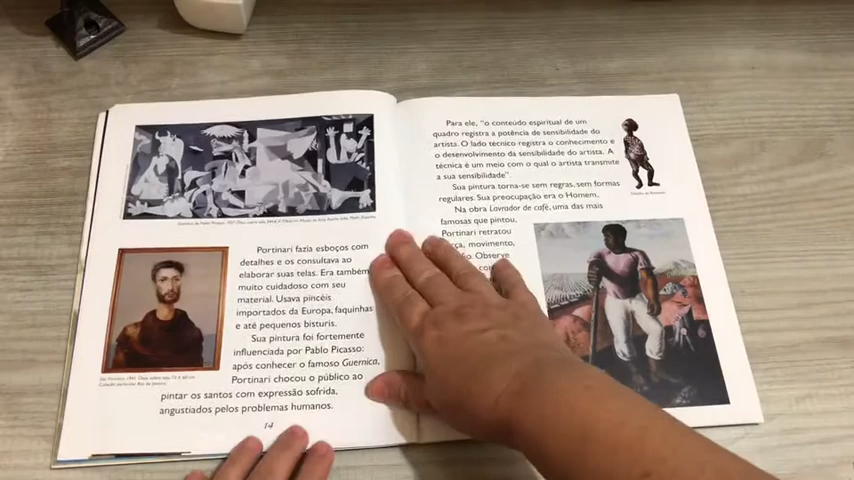 Portinari fazia esboços com
detalhes e os consultava ao
elaborar suas telas. Era também
muito cuidadoso com seu
material. Usava pincéis
importados da Europa, faquinhas
e até pequenos bisturis.
Sua pintura foi fortemente
influenciada por Pablo Picasso:
após conhecer o famoso Guernica,
Portinari chocou o público ao
pintar os santos com expressão sofrida,
angustiados pelos problemas humanos.
14
Para ele, "o conteúdo espiritual de um
quadro registra a potência de sensibilidade do
artista. O lado técnico registra o conhecimento e
o desenvolvimento da sensibilidade do artista. A
técnica é um meio com o qual o artista transmite
a sua sensibilidade".
Sua pintura torna-se sem regras, sem formas
regulares. Sua preocupação era o Homem.
Na obra Lavrador de café, uma das mais
famosas que pintou,
Portinari retratou
força, movimento,
Observe